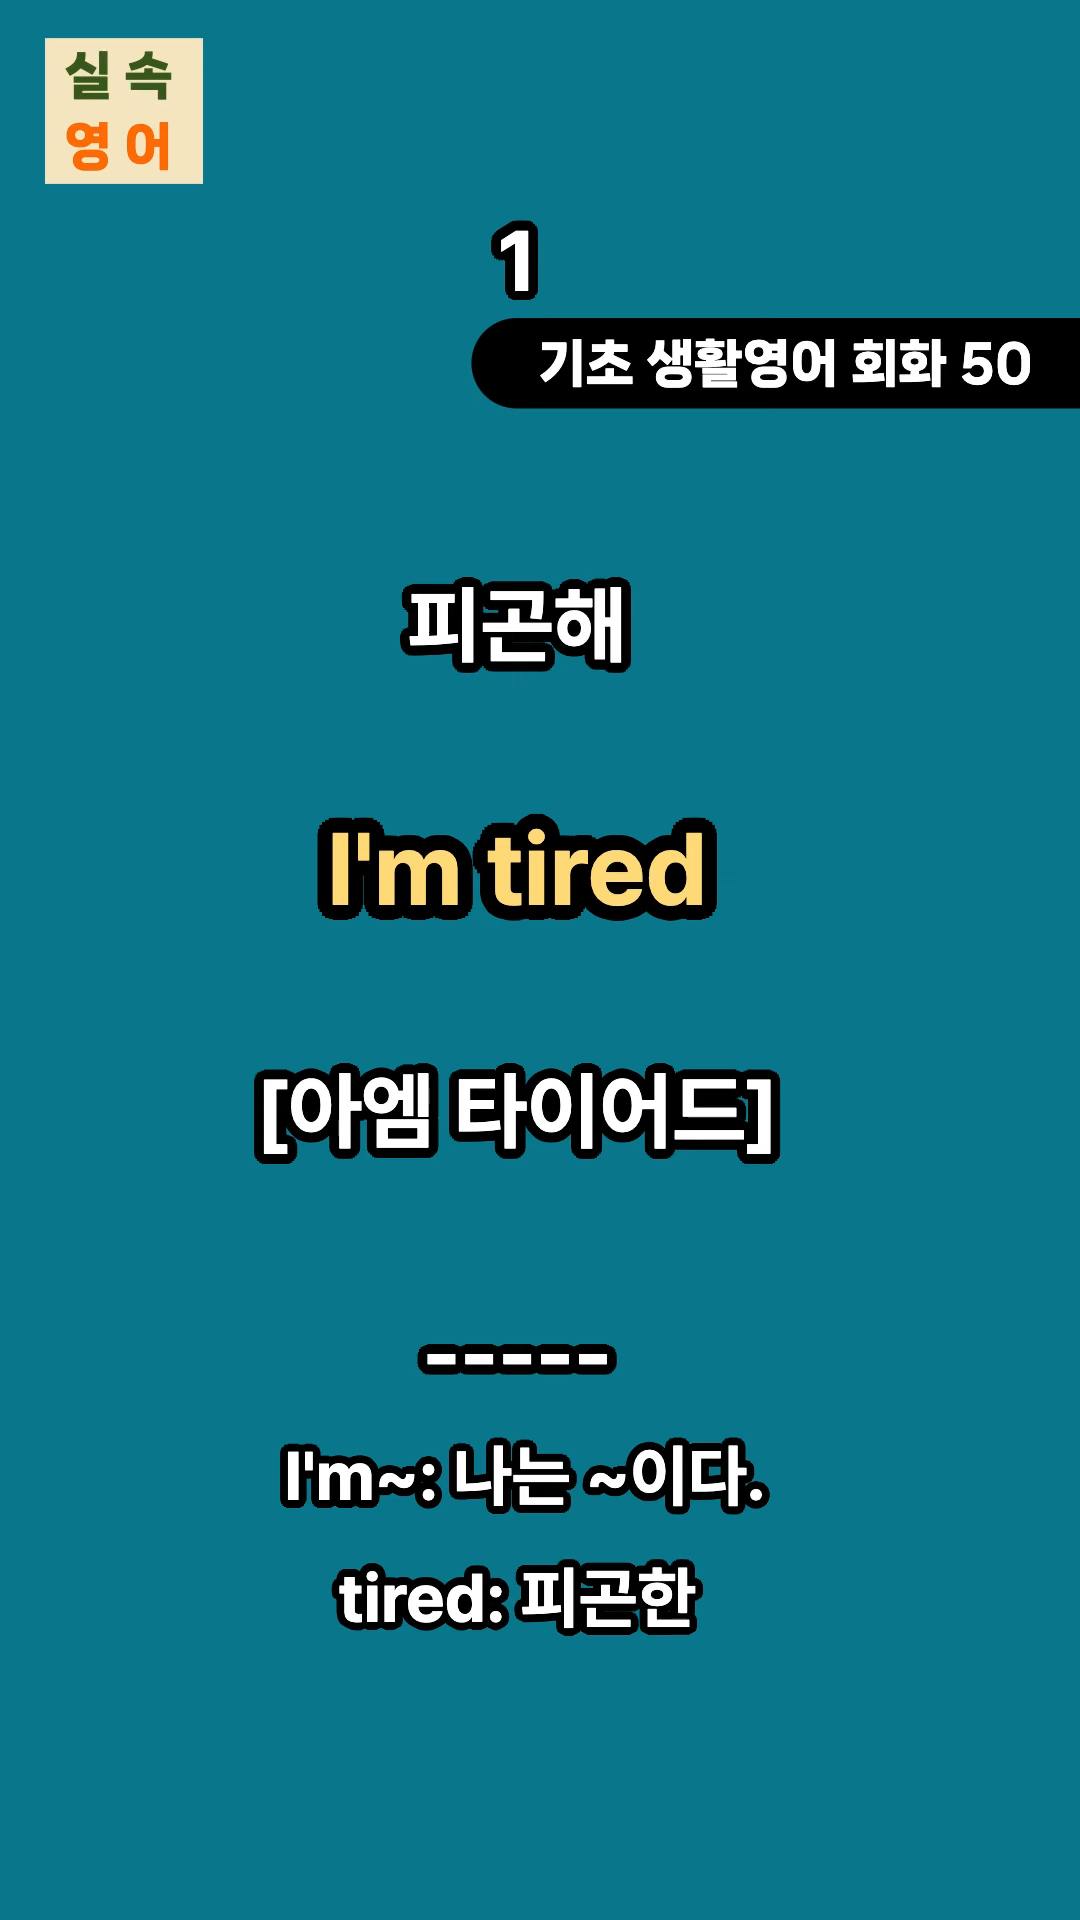 실속
영어
1
기초 생활영어 회화 50
피곤해
I'm tired
[아엠 타이어드]
-----
I'm~: 나는 ~이다.
tired: 피곤한